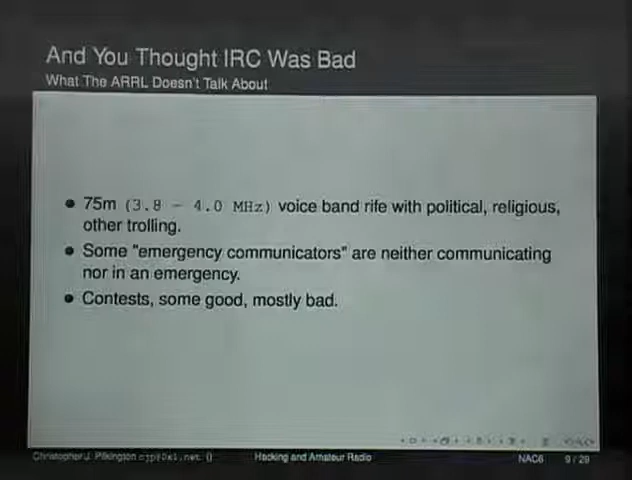 And You Thought IRC Was Bad
What The ARRL Doesn't Talk About
75m (3.8 - 4.0 MHz) voice band rife with political, religious,
other trolling.
Some "emergency communicators" are neither communicating
nor in an emergency.
Contests, some good, mostly bad.
Christopher J. Pilkington () Hacking and Amateur Radio 9 / 29